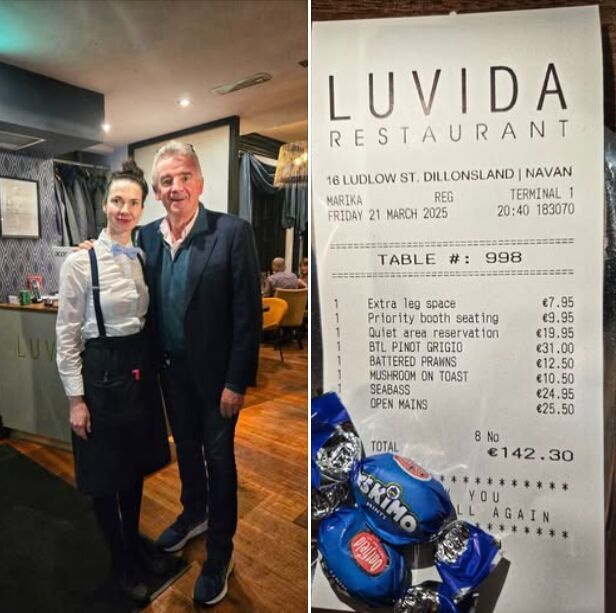 LUV
LUVIDA
RESTAURANT
16 LUDLOW ST. DILLONSLAND | NAVAN
MARIKA REG TERMINAL 1
FRIDAY 21 MARCH 2025 20:40 183070
TABLE #: 998
1 Extra leg space €7.95
1 Priority booth seating €9.95
1 Quiet area reservation €19.95
1 BTL PINOT GRIGIO €31.00
1 BATTERED PRAWNS €12.50
1 MUSHROOM ON TOAST €10.50
1 SEABASS €24.95
1 OPEN MAINS €25.50
8 No
TOTAL €142.30
YOU
AGAIN
ESKIMO
MINTS
Oatfield